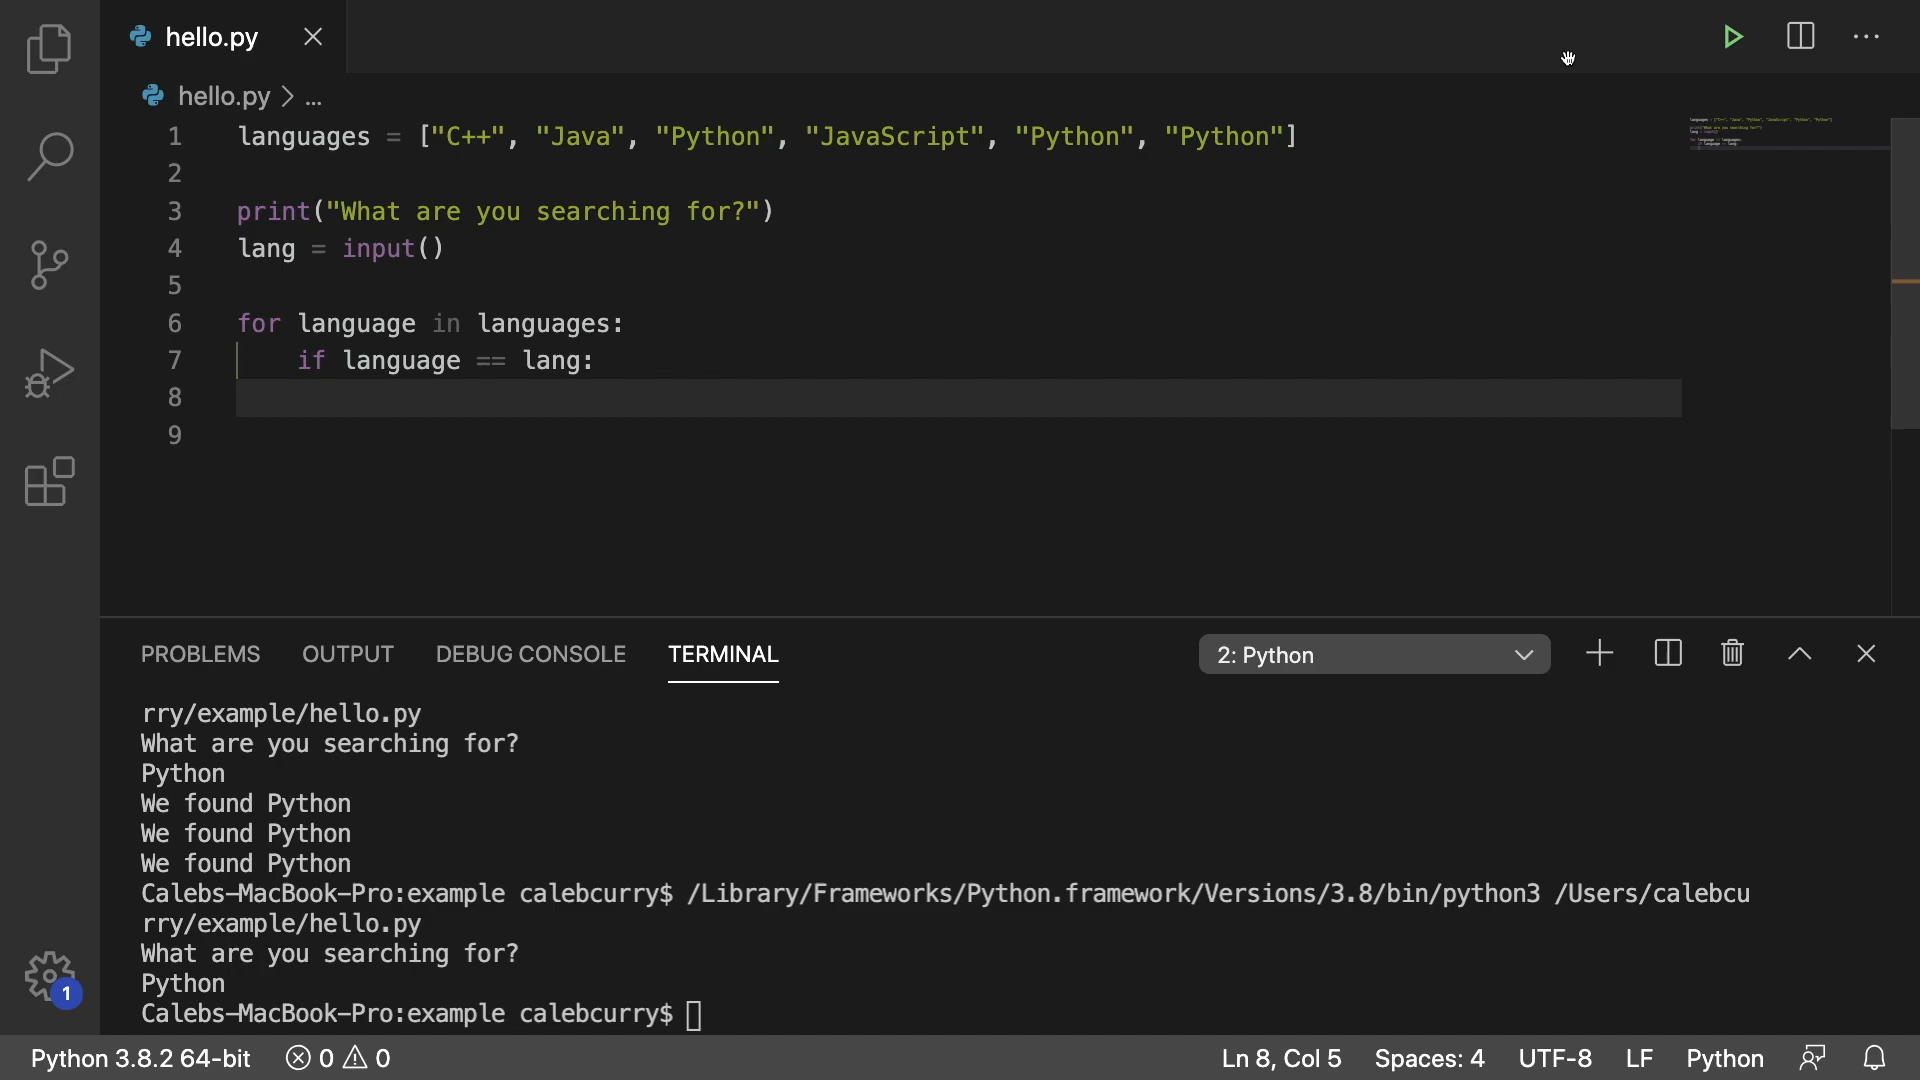 hello.py
hello.py > ...
1 languages = ["C++", "Java", "Python", "JavaScript", "Python", "Python"]
2
3 print("What are you searching for?")
4 lang = input()
5
6 for language in languages:
7     if language == lang:
8
9
PROBLEMS OUTPUT DEBUG CONSOLE TERMINAL 2: Python
rry/example/hello.py
What are you searching for?
Python
We found Python
We found Python
We found Python
Calebs-MacBook-Pro:example calebcurry$ /Library/Frameworks/Python.framework/Versions/3.8/bin/python3 /Users/calebcu
rry/example/hello.py
What are you searching for?
Python
Calebs-MacBook-Pro:example calebcurry$
1
Python 3.8.2 64-bit 0 0 Ln 8, Col 5 Spaces: 4 UTF-8 LF Python